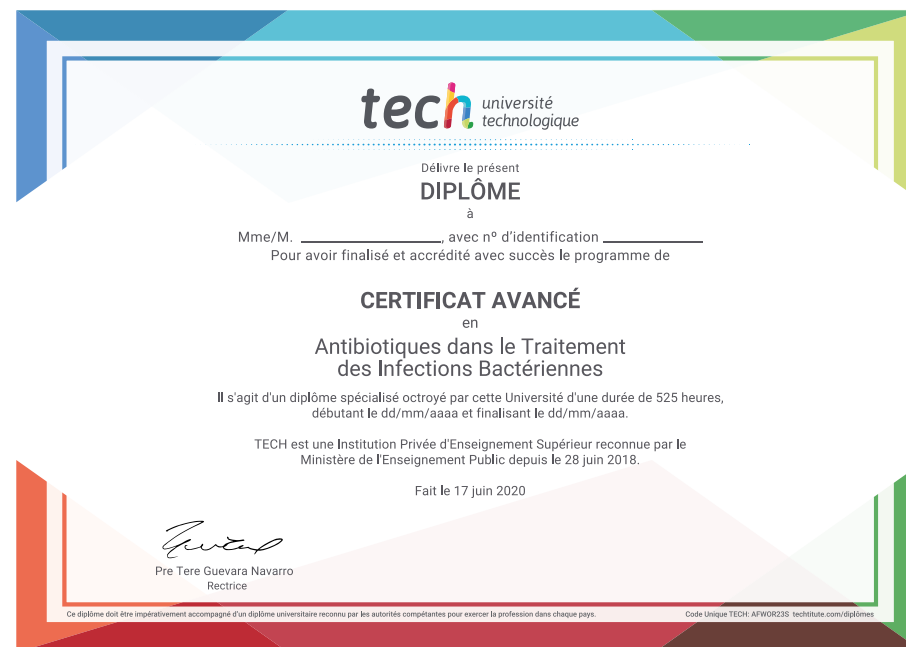 tech université
technologique
Délivre le présent
DIPLÔME
à
Mme/M. ____________________, avec nº d'identification ______________
Pour avoir finalisé et accrédité avec succès le programme de
CERTIFICAT AVANCÉ
en
Antibiotiques dans le Traitement
des Infections Bactériennes
Il s'agit d'un diplôme spécialisé octroyé par cette Université d'une durée de 525 heures,
débutant le dd/mm/aaaa et finalisant le dd/mm/aaaa.
TECH est une Institution Privée d'Enseignement Supérieur reconnue par le
Ministère de l'Enseignement Public depuis le 28 juin 2018.
Fait le 17 juin 2020
Pre Tere Guevara Navarro
Rectrice
Ce diplôme doit être impérativement accompagné d'un diplôme universitaire reconnu par les autorités compétantes pour exercer la profession dans chaque pays. Code Unique TECH: AFWOR23S techtitute.com/diplômes